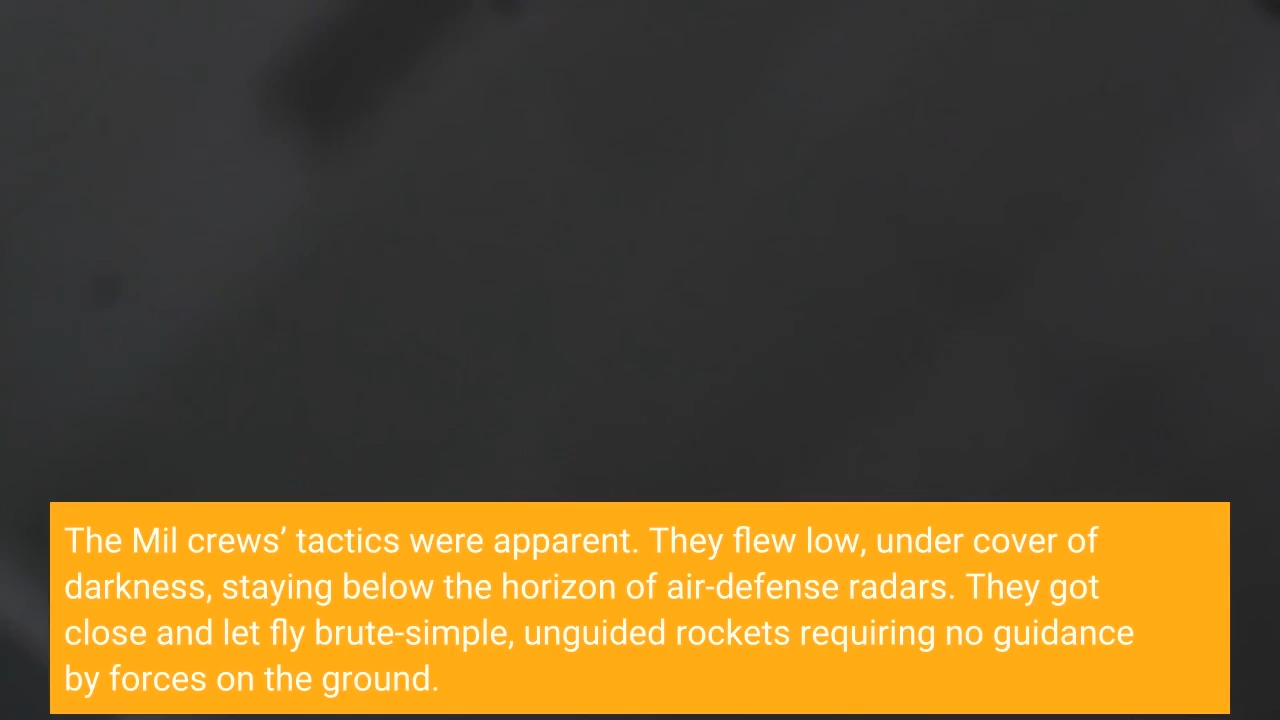 The Mil crews’ tactics were apparent. They flew low, under cover of
darkness, staying below the horizon of air-defense radars. They got
close and let fly brute-simple, unguided rockets requiring no guidance
by forces on the ground.